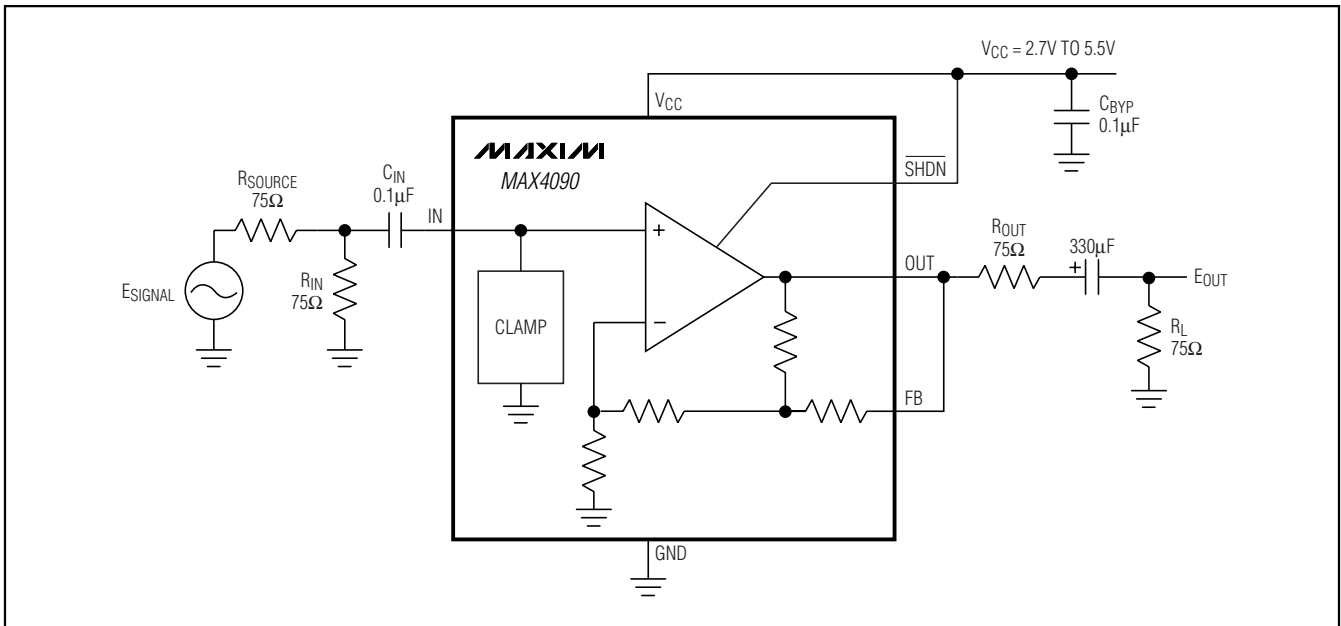 VCC = 2.7V TO 5.5V
VCC
CBYP
0.1μF
MAXIM
MAX4090
SHDN
RSOURCE
75Ω
CIN
0.1μF
IN
+
ROUT
75Ω
330μF
OUT
+
EOUT
ESIGNAL
RIN
75Ω
CLAMP
−
RL
75Ω
FB
GND